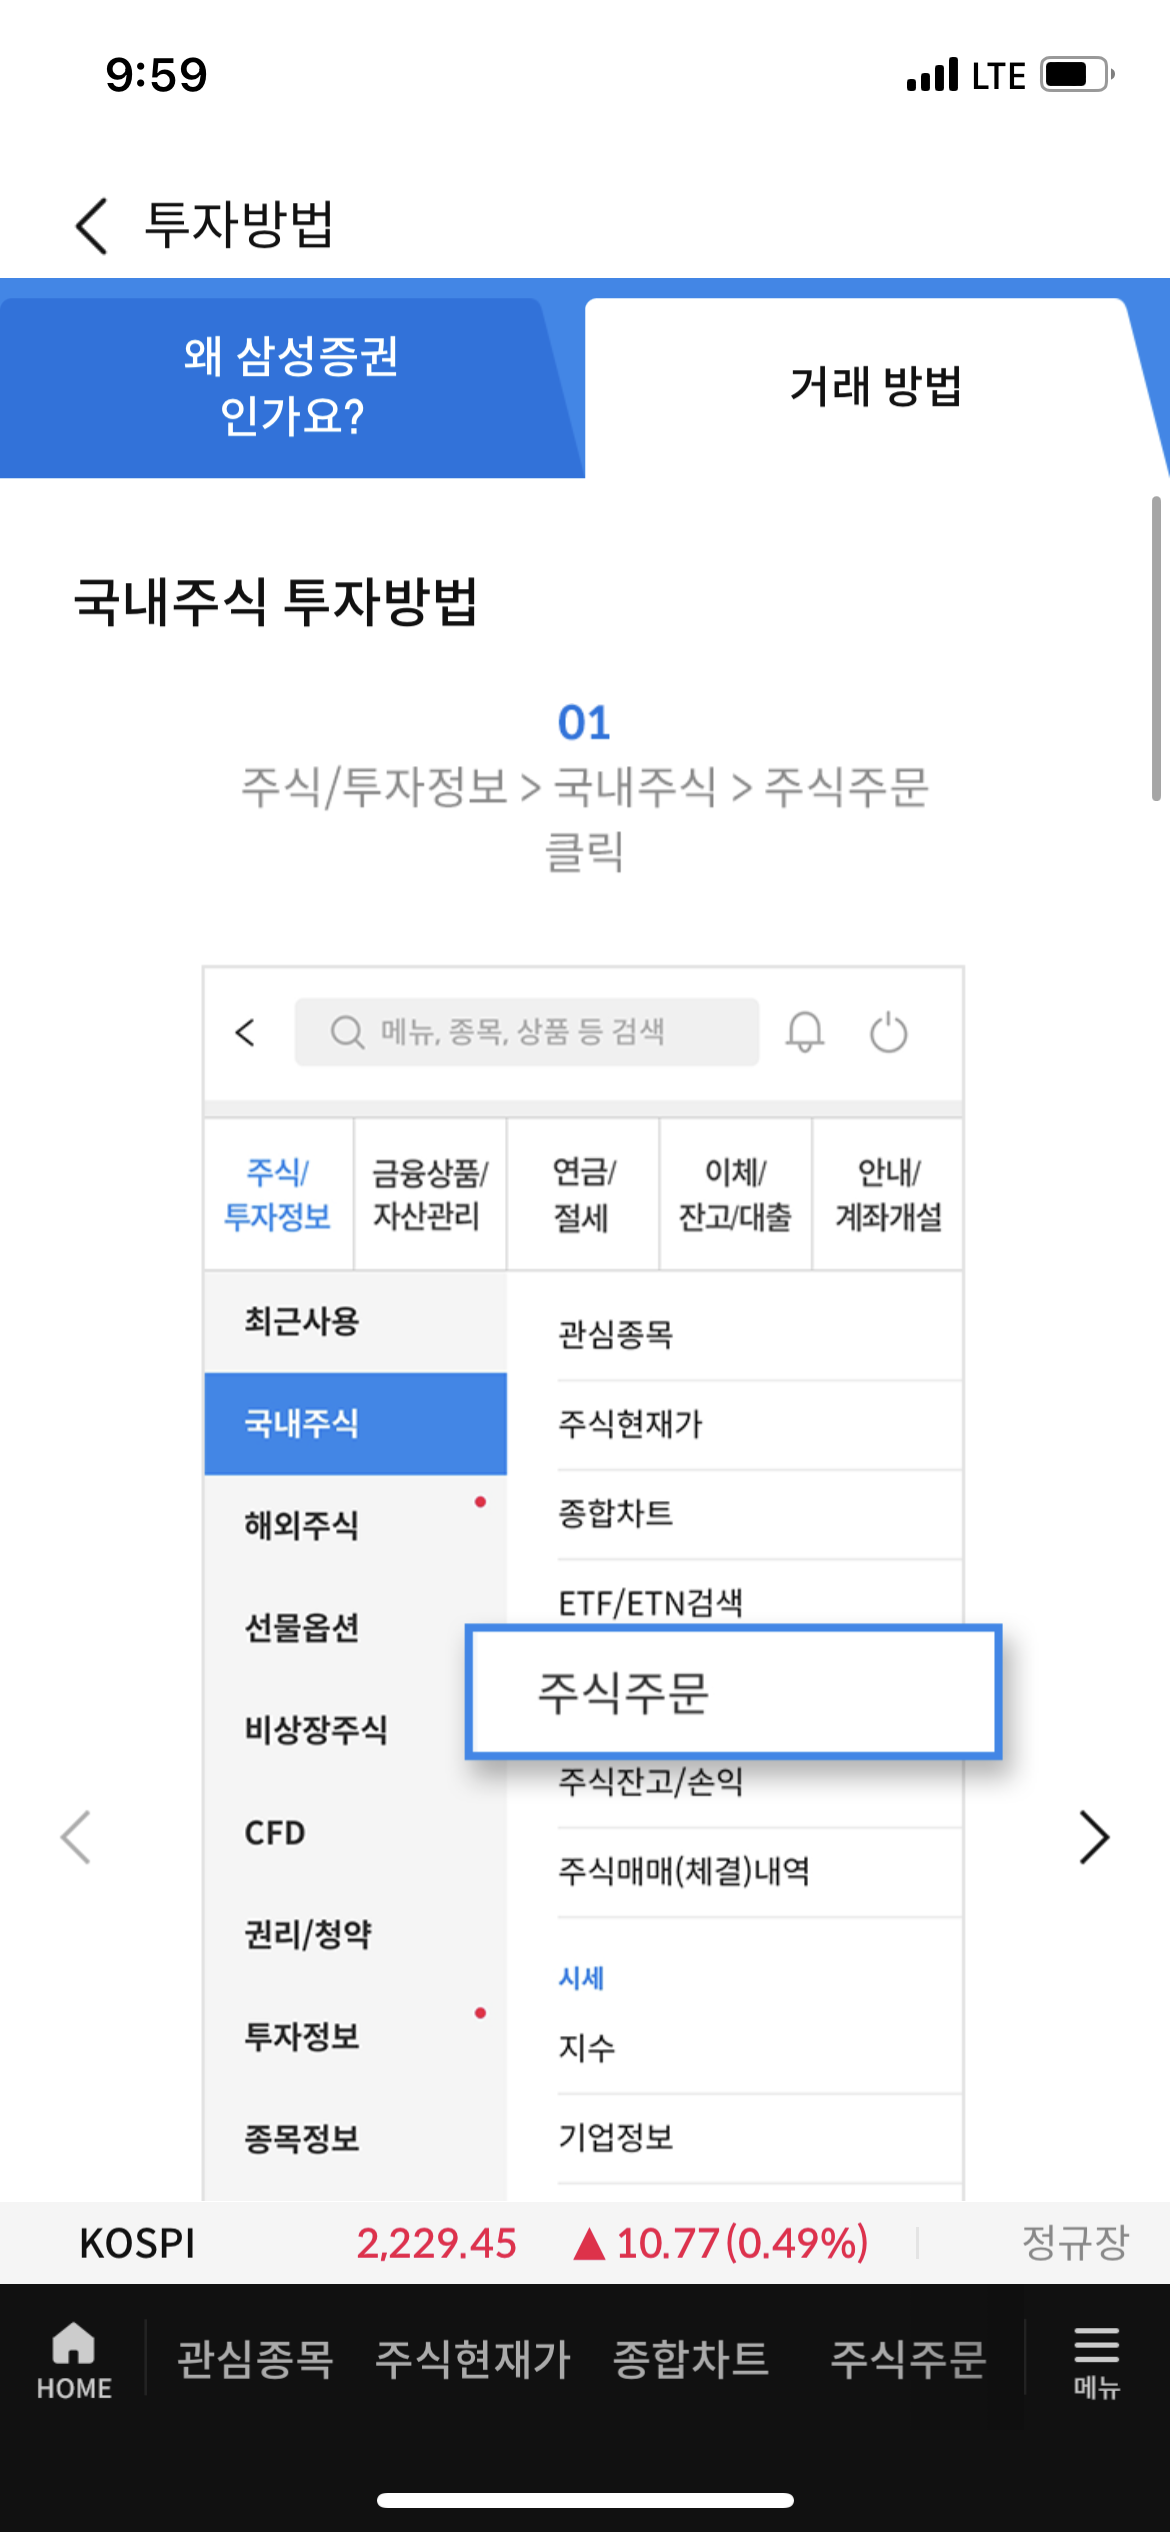 9:59
LTE
투자방법
왜 삼성증권
인가요?
거래 방법
국내주식 투자방법
01
주식/투자정보 > 국내주식 > 주식주문
클릭
메뉴, 종목, 상품 등 검색
주식/
투자정보
금융상품/
자산관리
연금/
절세
이체/
잔고/대출
안내/
계좌개설
최근사용
국내주식
해외주식
선물옵션
비상장주식
CFD
권리/청약
투자정보
종목정보
관심종목
주식현재가
종합차트
ETF/ETN검색
주식주문
주식잔고/손익
주식매매(체결)내역
시세
지수
기업정보
KOSPI 2,229.45 ▲ 10.77(0.49%) 정규장
HOME
관심종목 주식현재가 종합차트 주식주문
메뉴